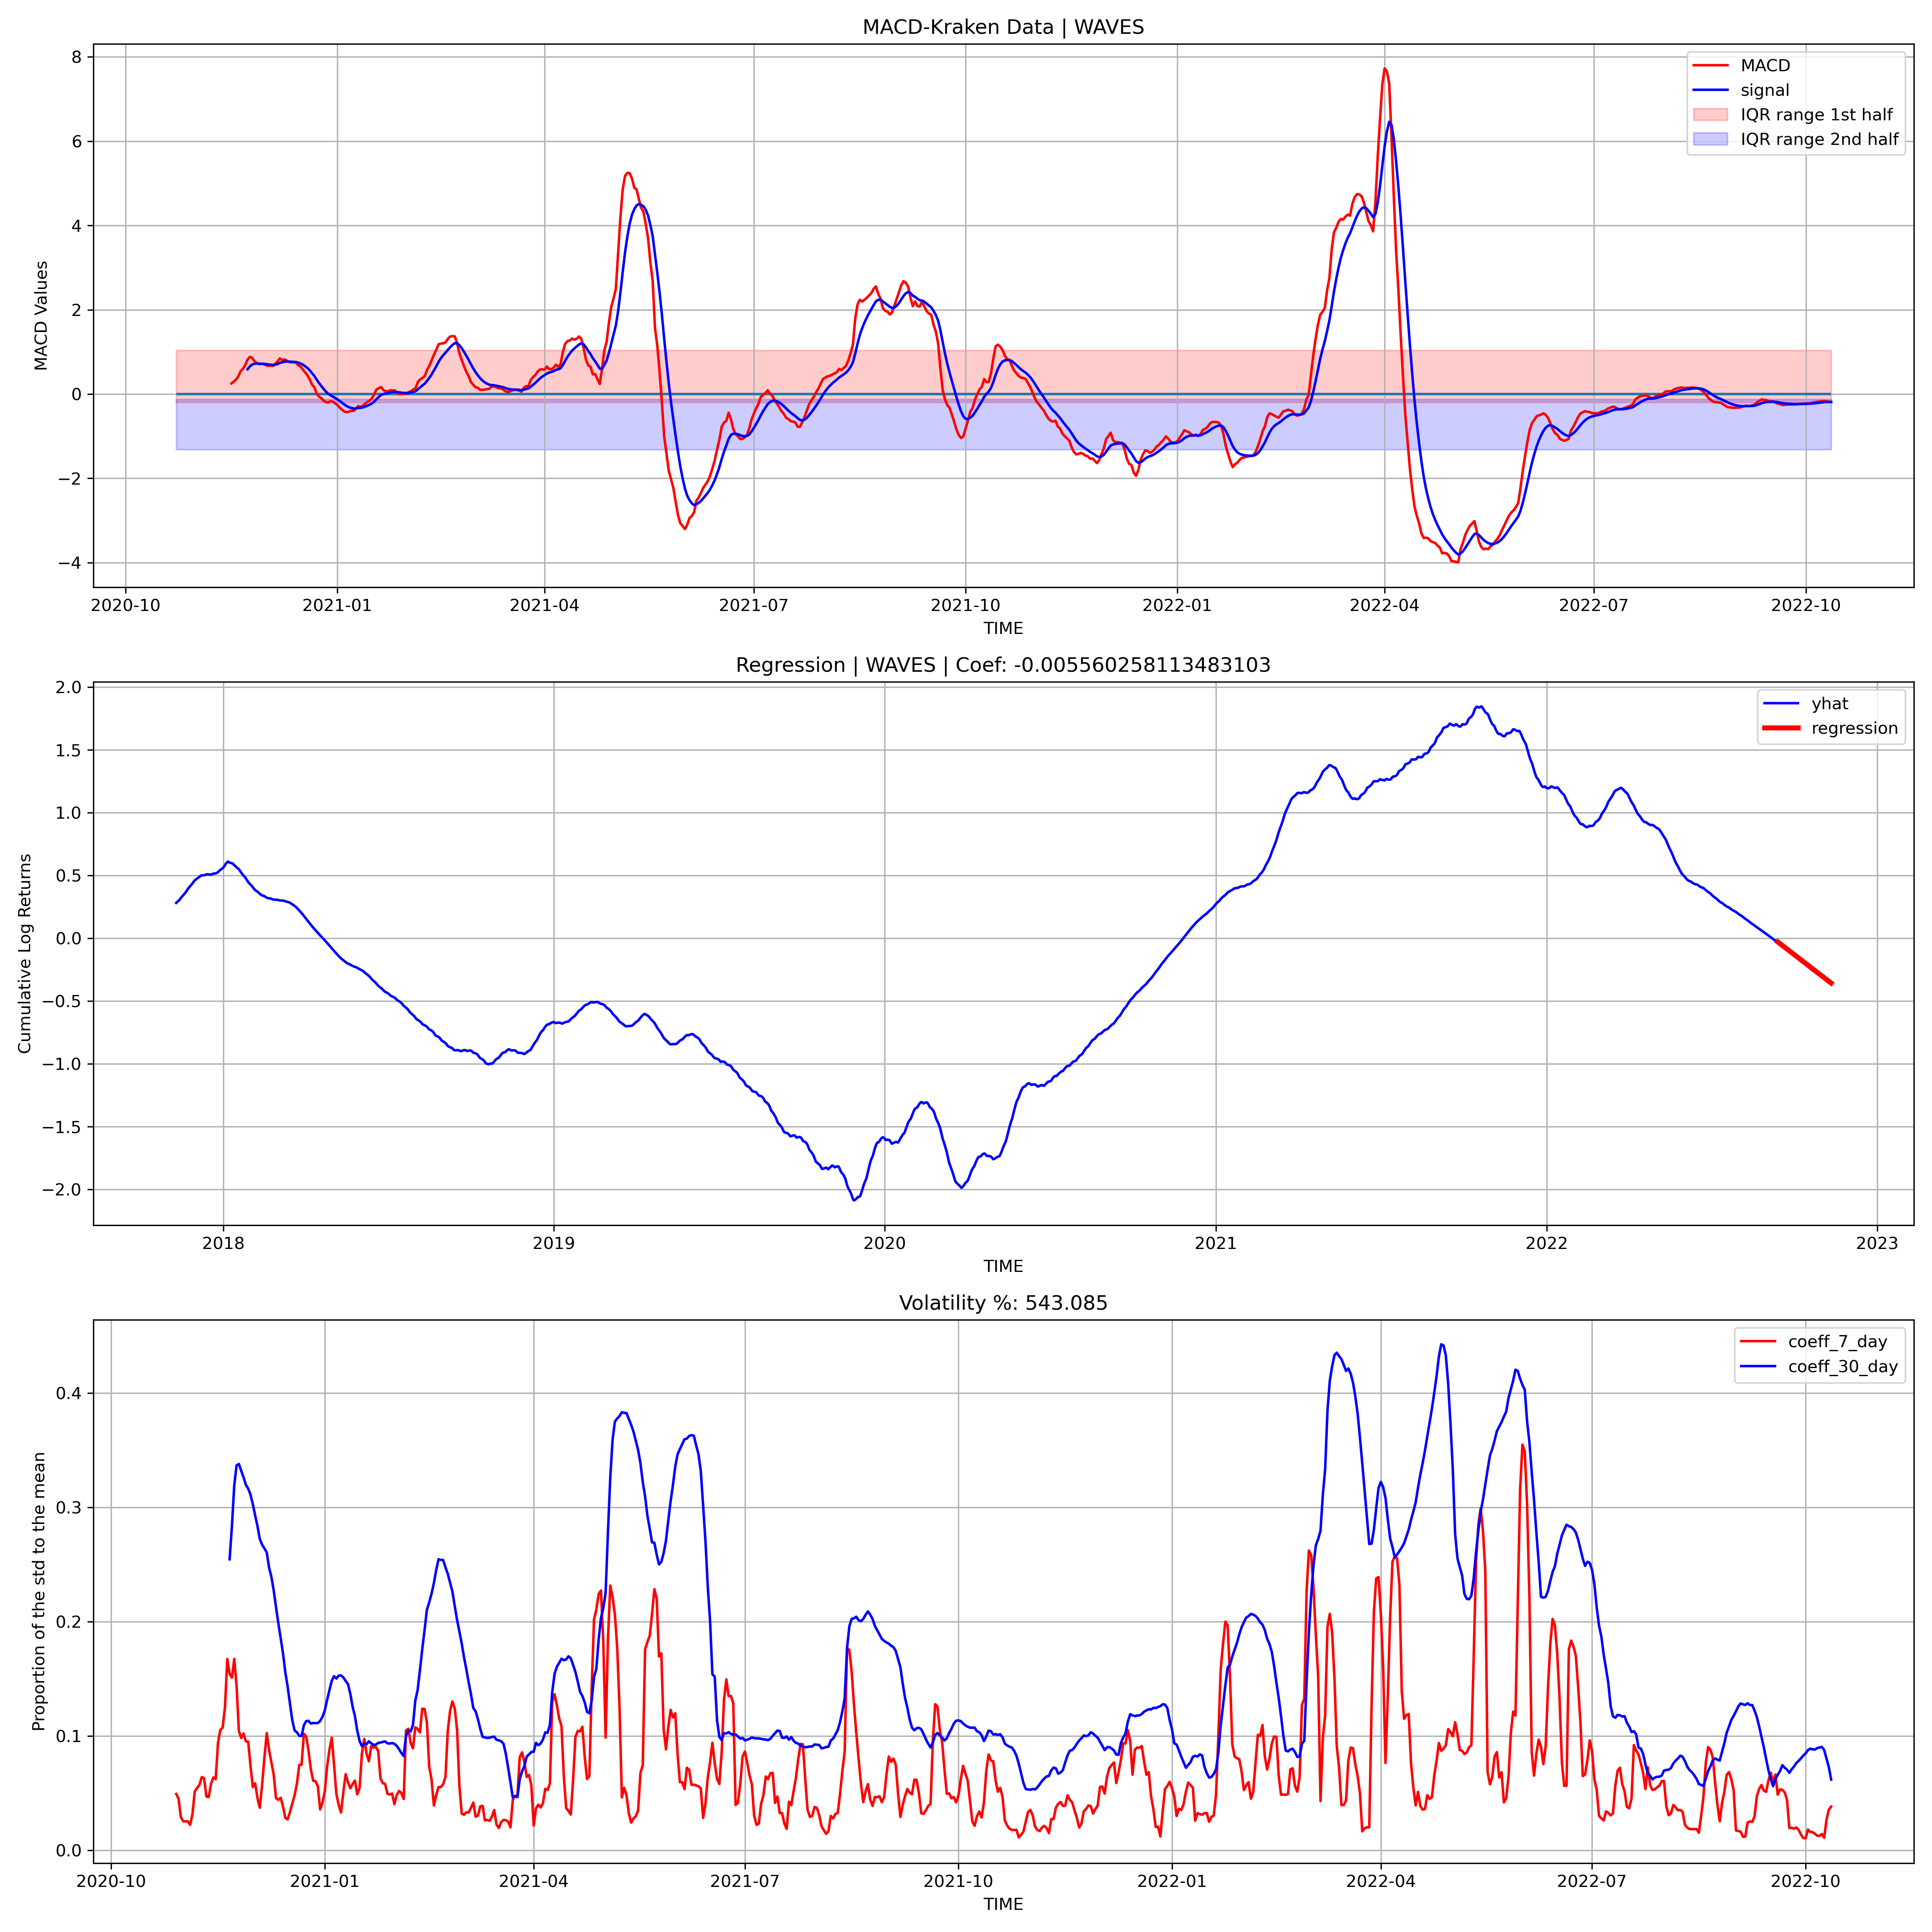 MACD-Kraken Data | WAVES
MACD Values
8
6
4
2
0
−2
−4
MACD
signal
IQR range 1st half
IQR range 2nd half
2020-10 2021-01 2021-04 2021-07 2021-10 2022-01 2022-04 2022-07 2022-10
TIME
Regression | WAVES | Coef: -0.005560258113483103
Cumulative Log Returns
2.0
1.5
1.0
0.5
0.0
−0.5
−1.0
−1.5
−2.0
yhat
regression
2018 2019 2020 2021 2022 2023
TIME
Volatility %: 543.085
Proportion of the std to the mean
0.4
0.3
0.2
0.1
0.0
coeff_7_day
coeff_30_day
2020-10 2021-01 2021-04 2021-07 2021-10 2022-01 2022-04 2022-07 2022-10
TIME